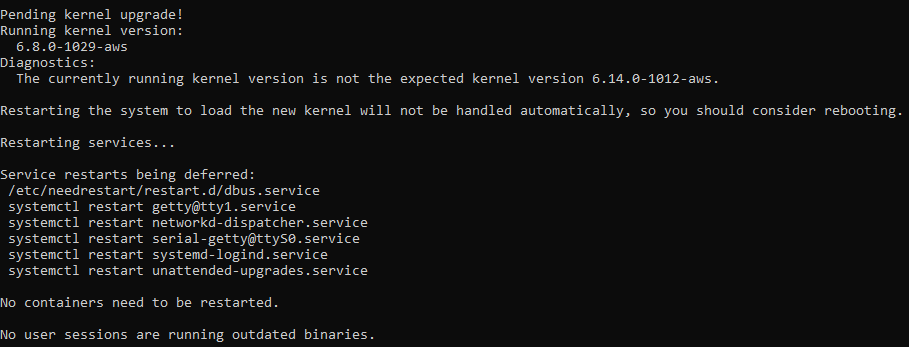 Pending kernel upgrade!
Running kernel version:
  6.8.0-1029-aws
Diagnostics:
  The currently running kernel version is not the expected kernel version 6.14.0-1012-aws.

Restarting the system to load the new kernel will not be handled automatically, so you should consider rebooting.

Restarting services...

Service restarts being deferred:
 /etc/needrestart/restart.d/dbus.service
 systemctl restart getty@tty1.service
 systemctl restart networkd-dispatcher.service
 systemctl restart serial-getty@ttyS0.service
 systemctl restart systemd-logind.service
 systemctl restart unattended-upgrades.service

No containers need to be restarted.

No user sessions are running outdated binaries.